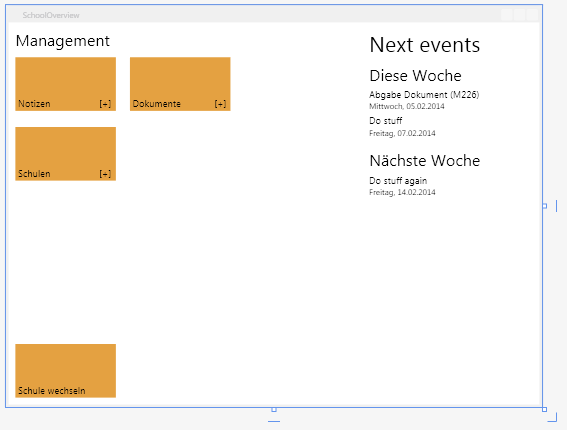 SchoolOverview
Management
Notizen [+]
Dokumente [+]
Schulen [+]
Schule wechseln
Next events
Diese Woche
Abgabe Dokument (M226)
Mittwoch, 05.02.2014
Do stuff
Freitag, 07.02.2014
Nächste Woche
Do stuff again
Freitag, 14.02.2014